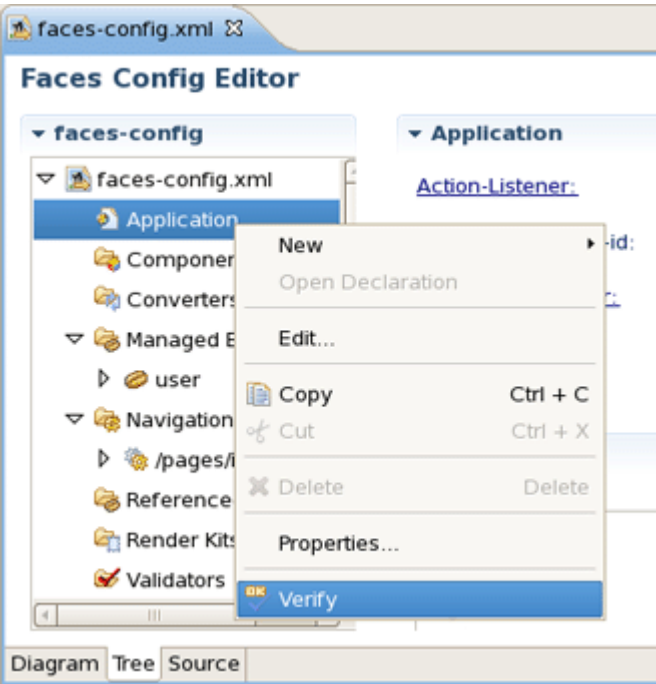 faces-config.xml
Faces Config Editor
faces-config
Application
faces-config.xml
Action-Listener:
Application
New
-id:
Componen
Open Declaration
Converters
Managed B
Edit...
user
Copy Ctrl + C
Navigation
Cut Ctrl + X
/pages/i
Delete Delete
Reference
Render Kits
Properties...
Validators
OK
Verify
Diagram Tree Source